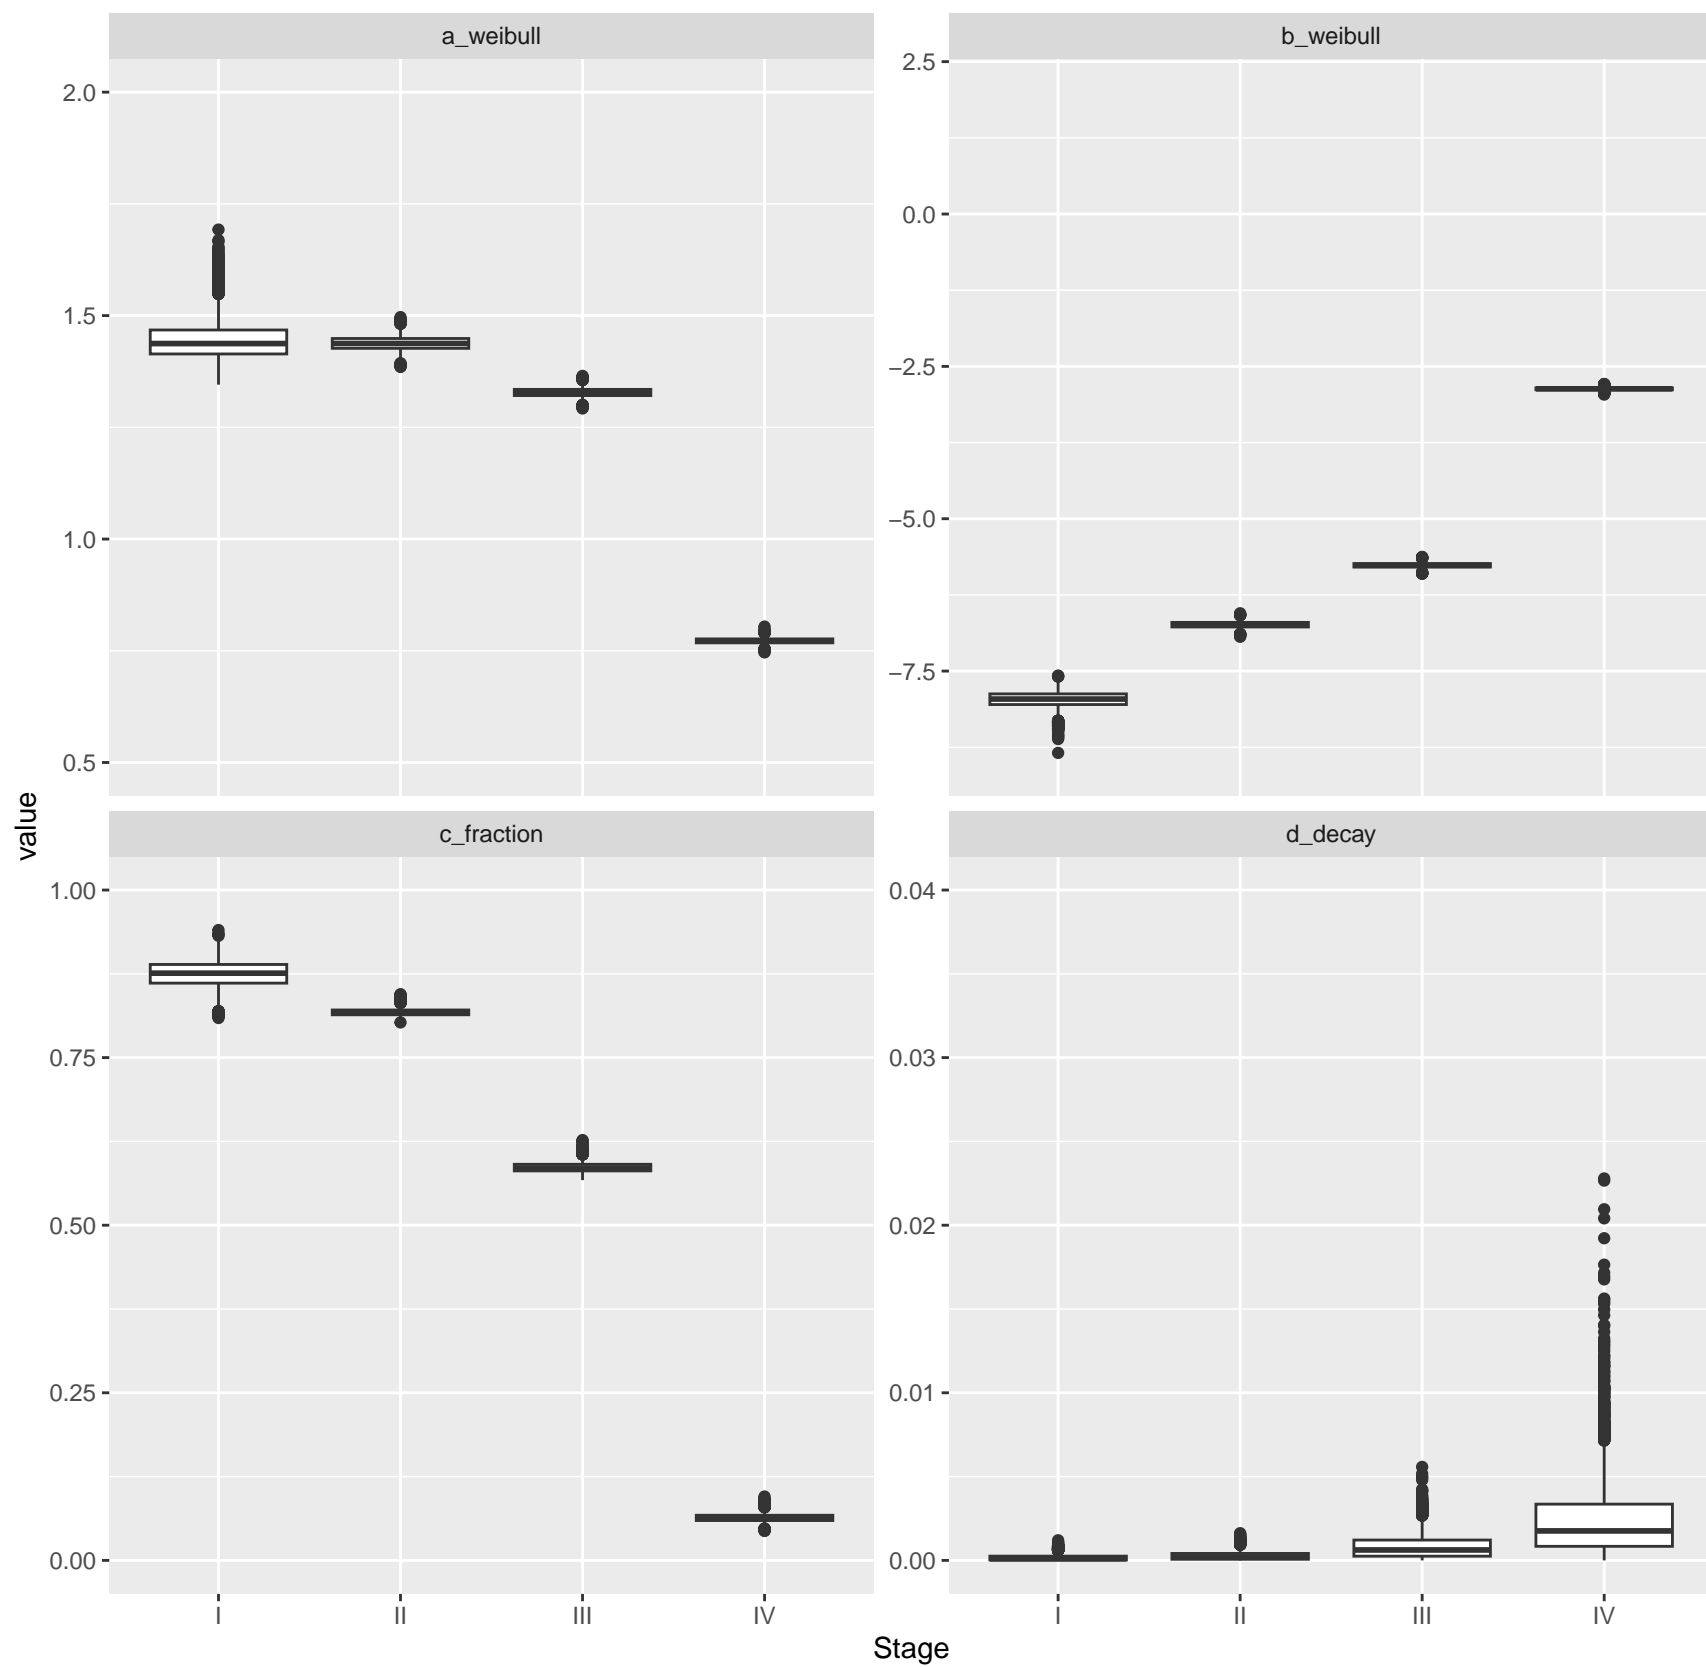 a_weibull
b_weibull
2.0
1.5
1.0
0.5
2.5
0.0
−2.5
−5.0
−7.5
value
c_fraction
d_decay
1.00
0.75
0.50
0.25
0.00
0.04
0.03
0.02
0.01
0.00
I II III IV
I II III IV
Stage